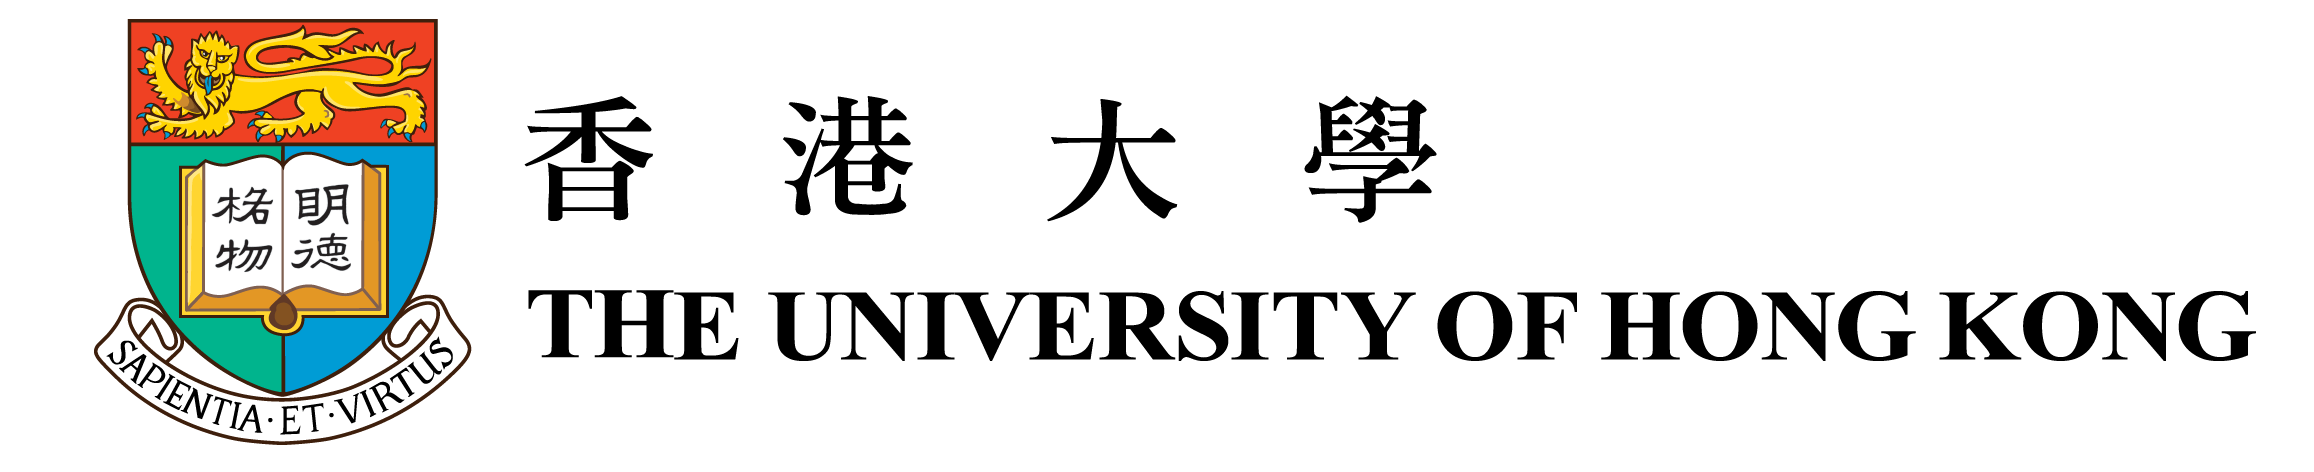 明德
格物
SAPIENTIA·ET·VIRTUS
香港大學
THE UNIVERSITY OF HONG KONG